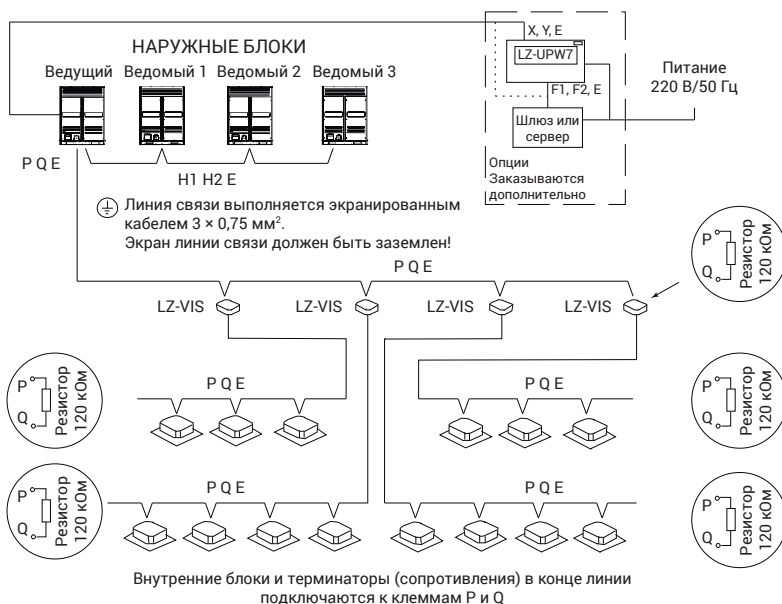 НАРУЖНЫЕ БЛОКИ
Ведущий
Ведомый 1
Ведомый 2
Ведомый 3
X, Y, E
LZ-UPW7
F1, F2, E
Шлюз или
сервер
Питание
220 В/50 Гц
Опции
Заказываются
дополнительно
P Q E
H1 H2 E
Линия связи выполняется экранированным
кабелем 3 × 0,75 мм².
Экран линии связи должен быть заземлен!
P Q E
P
Q
Резистор
120 кОм
LZ-VIS
LZ-VIS
LZ-VIS
LZ-VIS
P
Q
Резистор
120 кОм
P Q E
P Q E
P
Q
Резистор
120 кОм
P
Q
Резистор
120 кОм
P Q E
P Q E
P
Q
Резистор
120 кОм
Внутренние блоки и терминаторы (сопротивления) в конце линии
подключаются к клеммам P и Q